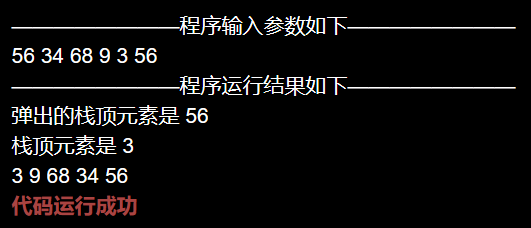 ————————程序输入参数如下————————
56 34 68 9 3 56
————————程序运行结果如下————————
弹出的栈顶元素是 56
栈顶元素是 3
3 9 68 34 56
代码运行成功